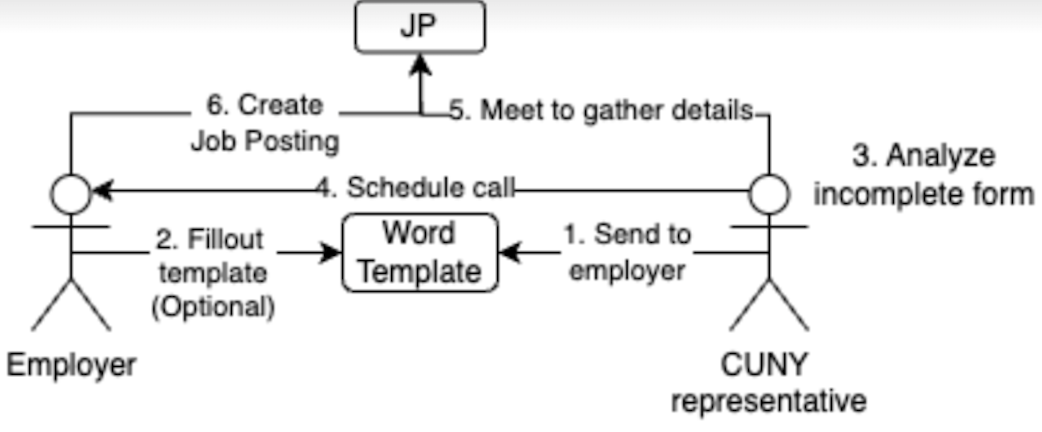 JP
6. Create
Job Posting
5. Meet to gather details
3. Analyze
incomplete form
4. Schedule call
2. Fillout
template
(Optional)
Word
Template
1. Send to
employer
Employer
CUNY
representative